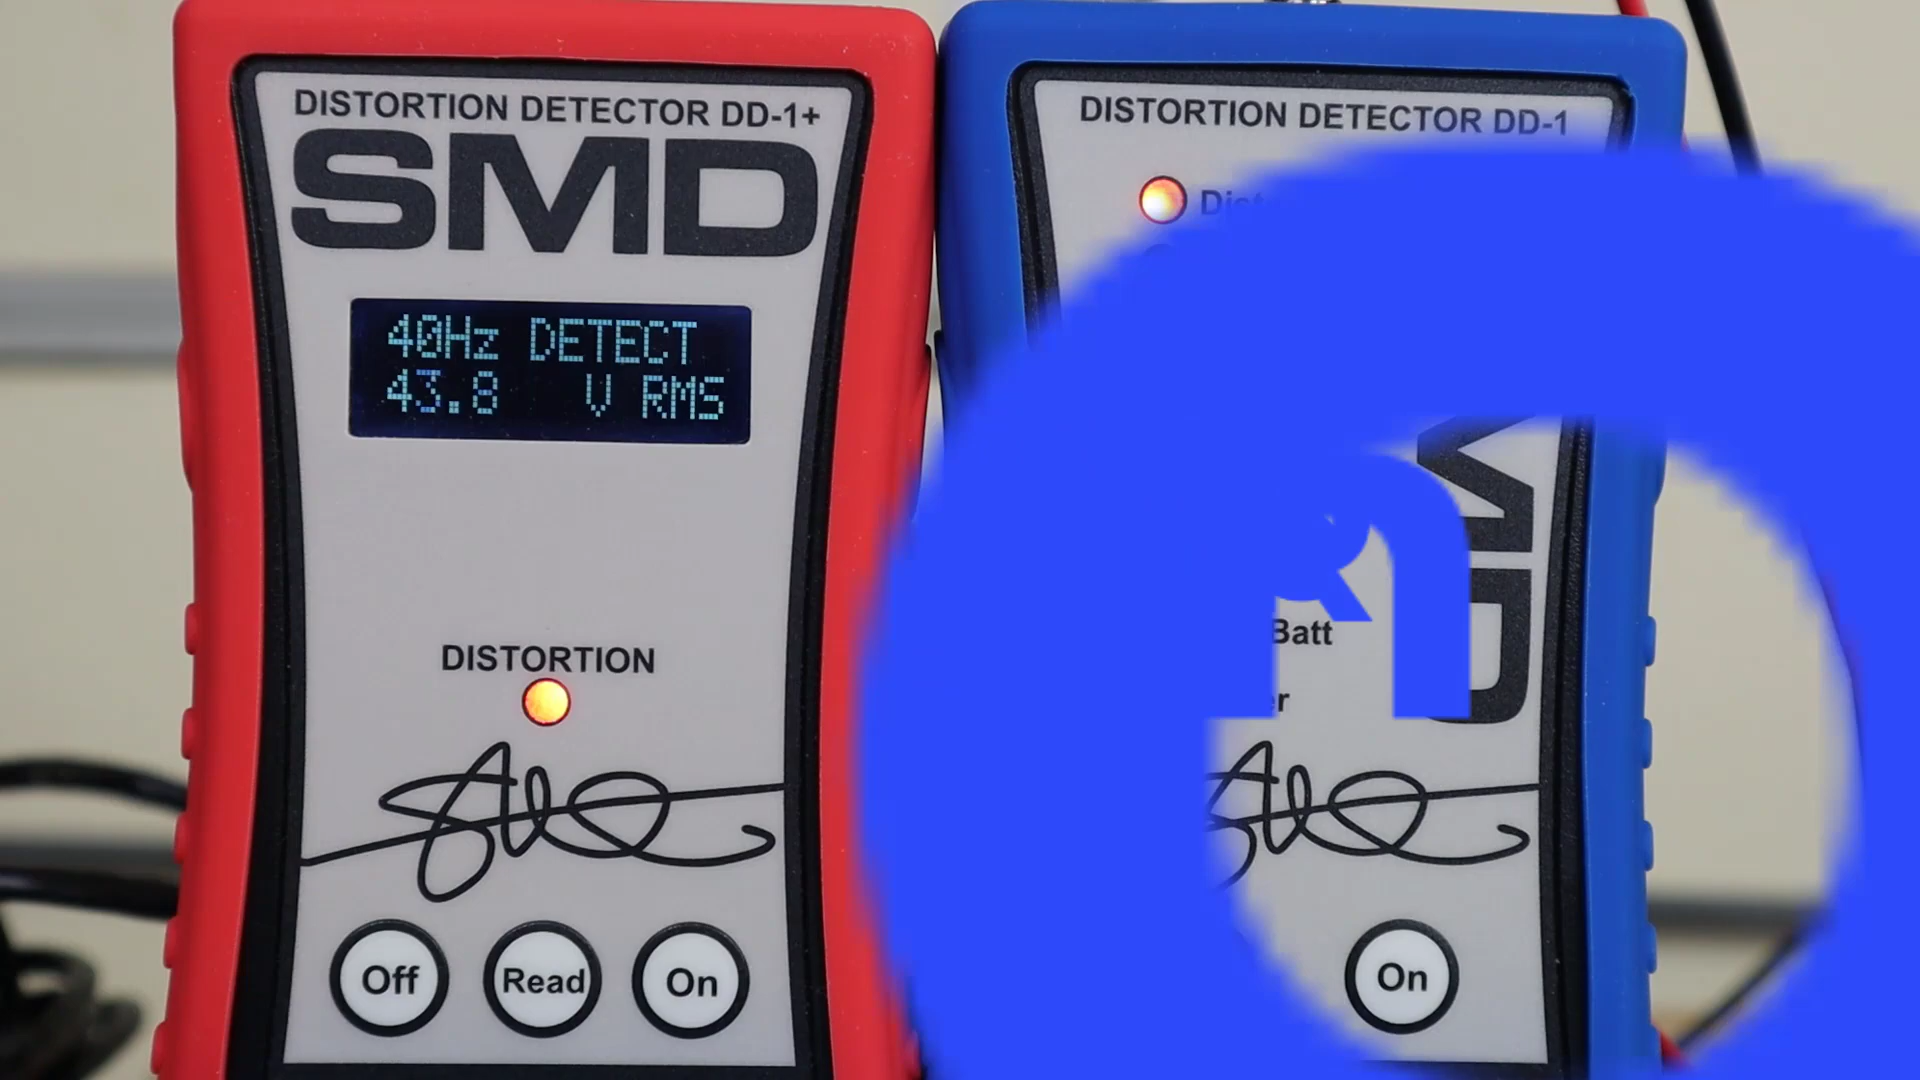 DISTORTION DETECTOR DD-1+
SMD
40Hz DETECT
43.8 V RMS
DISTORTION
Off
Read
On
DISTORTION DETECTOR DD-1
Batt
On